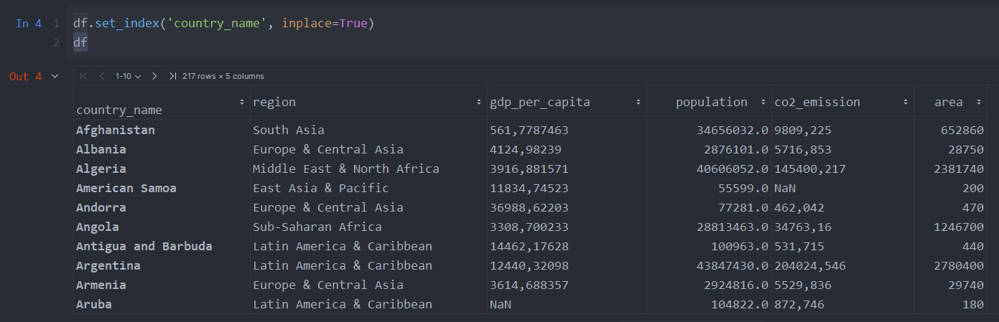 In 4 1 df.set_index('country_name', inplace=True)
2 df
Out 4 1-10 217 rows × 5 columns
country_name region gdp_per_capita population co2_emission area
Afghanistan South Asia 561,7787463 34656032.0 9809,225 652860
Albania Europe & Central Asia 4124,98239 2876101.0 5716,853 28750
Algeria Middle East & North Africa 3916,881571 40606052.0 145400,217 2381740
American Samoa East Asia & Pacific 11834,74523 55599.0 NaN 200
Andorra Europe & Central Asia 36988,62203 77281.0 462,042 470
Angola Sub-Saharan Africa 3308,700233 28813463.0 34763,16 1246700
Antigua and Barbuda Latin America & Caribbean 14462,17628 100963.0 531,715 440
Argentina Latin America & Caribbean 12440,32098 43847430.0 204024,546 2780400
Armenia Europe & Central Asia 3614,688357 2924816.0 5529,836 29740
Aruba Latin America & Caribbean NaN 104822.0 872,746 180